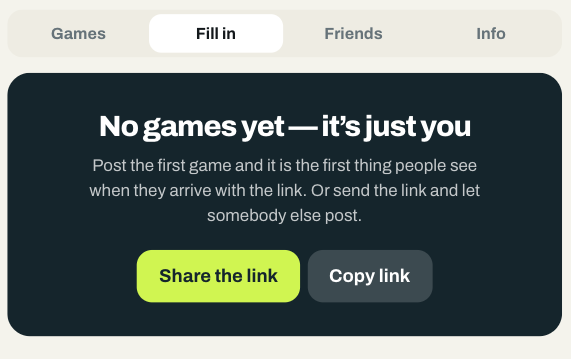 Games
Fill in
Friends
Info
No games yet — it’s just you
Post the first game and it is the first thing people see
when they arrive with the link. Or send the link and let
somebody else post.
Share the link
Copy link